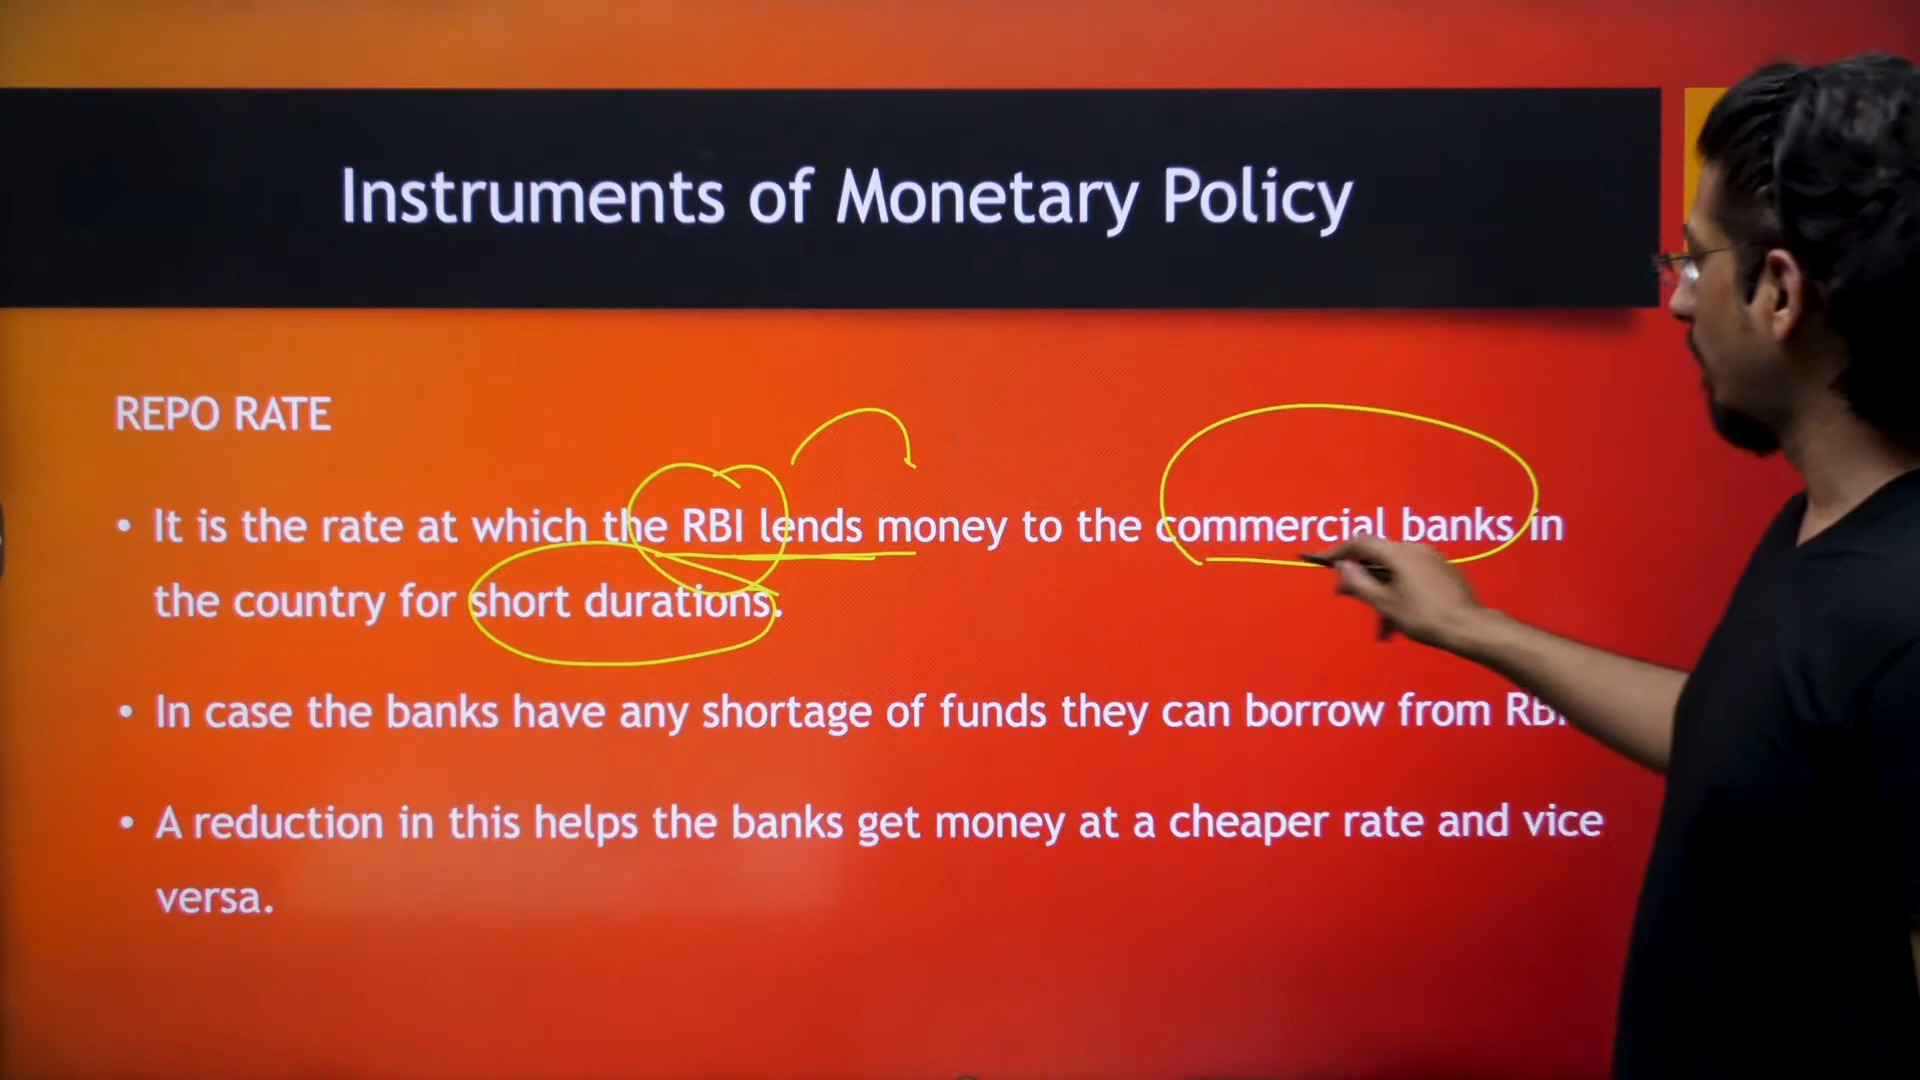 Instruments of Monetary Policy
REPO RATE
• It is the rate at which the RBI lends money to the commercial banks in
the country for short durations.
• In case the banks have any shortage of funds they can borrow from RBI.
• A reduction in this helps the banks get money at a cheaper rate and vice
versa.